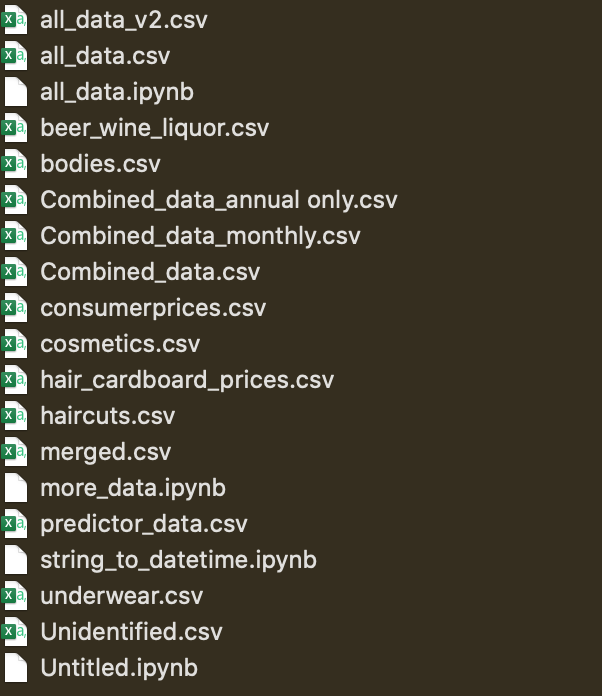 all_data_v2.csv
all_data.csv
all_data.ipynb
beer_wine_liquor.csv
bodies.csv
Combined_data_annual only.csv
Combined_data_monthly.csv
Combined_data.csv
consumerprices.csv
cosmetics.csv
hair_cardboard_prices.csv
haircuts.csv
merged.csv
more_data.ipynb
predictor_data.csv
string_to_datetime.ipynb
underwear.csv
Unidentified.csv
Untitled.ipynb